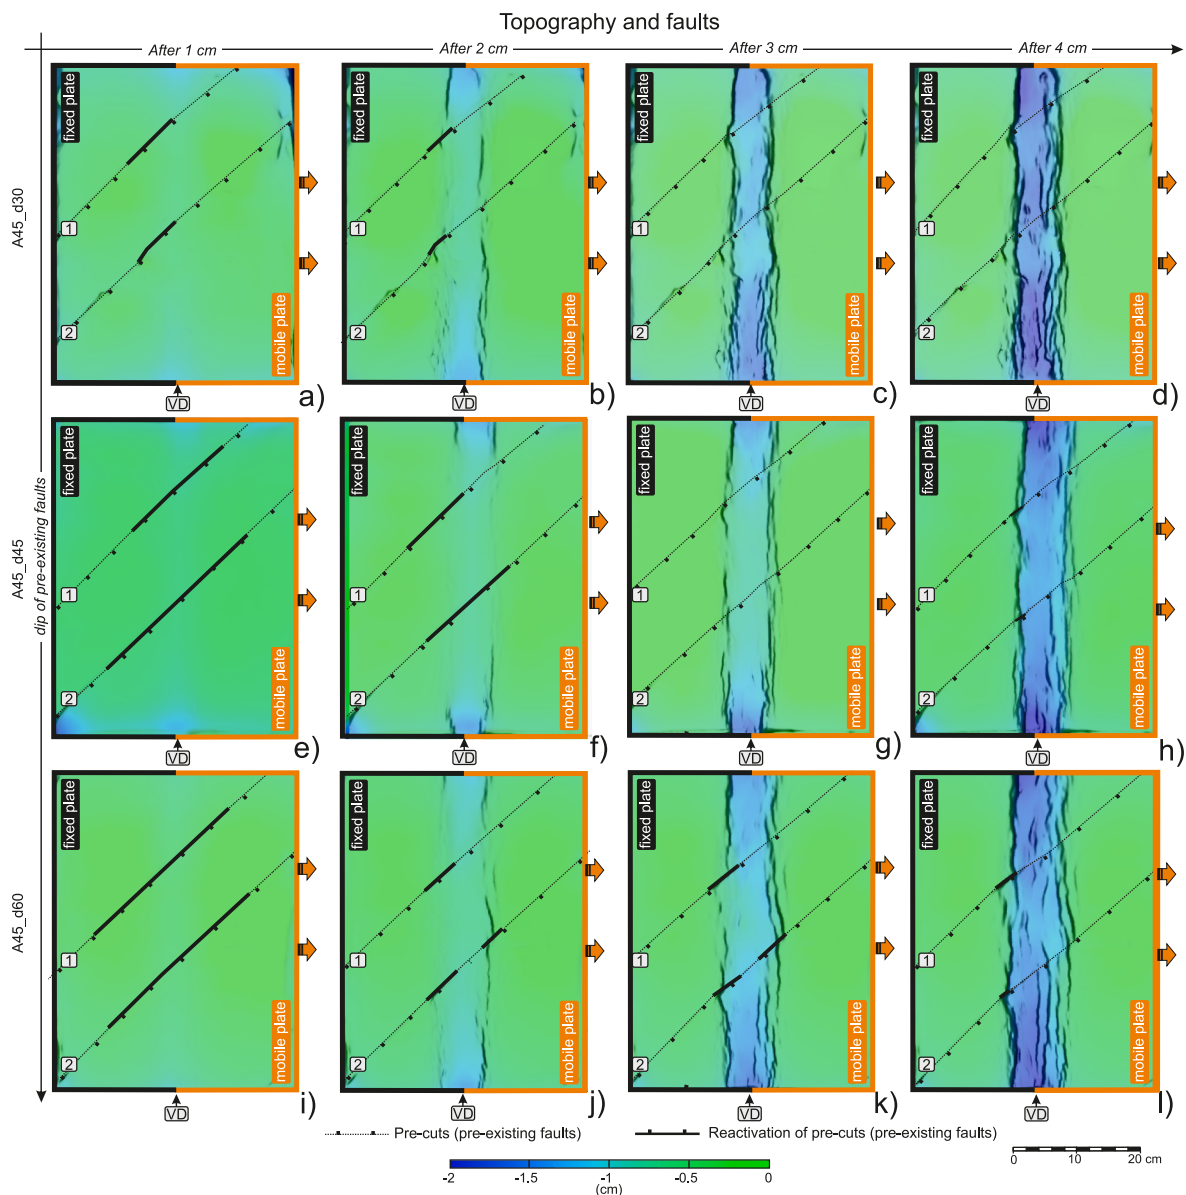 Topography and faults
After 1 cm
After 2 cm
After 3 cm
After 4 cm
A45_d30
fixed plate
1
2
mobile plate
VD
a)
fixed plate
1
2
mobile plate
VD
b)
fixed plate
1
2
mobile plate
VD
c)
fixed plate
1
2
mobile plate
VD
d)
dip of pre-existing faults
A45_d45
fixed plate
1
2
mobile plate
VD
e)
fixed plate
1
2
mobile plate
VD
f)
fixed plate
1
2
mobile plate
VD
g)
fixed plate
1
2
mobile plate
VD
h)
A45_d60
fixed plate
1
2
mobile plate
VD
i)
fixed plate
1
2
mobile plate
VD
j)
fixed plate
1
2
mobile plate
VD
k)
fixed plate
1
2
mobile plate
VD
l)
Pre-cuts (pre-existing faults)
Reactivation of pre-cuts (pre-existing faults)
0 10 20 cm
-2 -1.5 -1 -0.5 0
(cm)